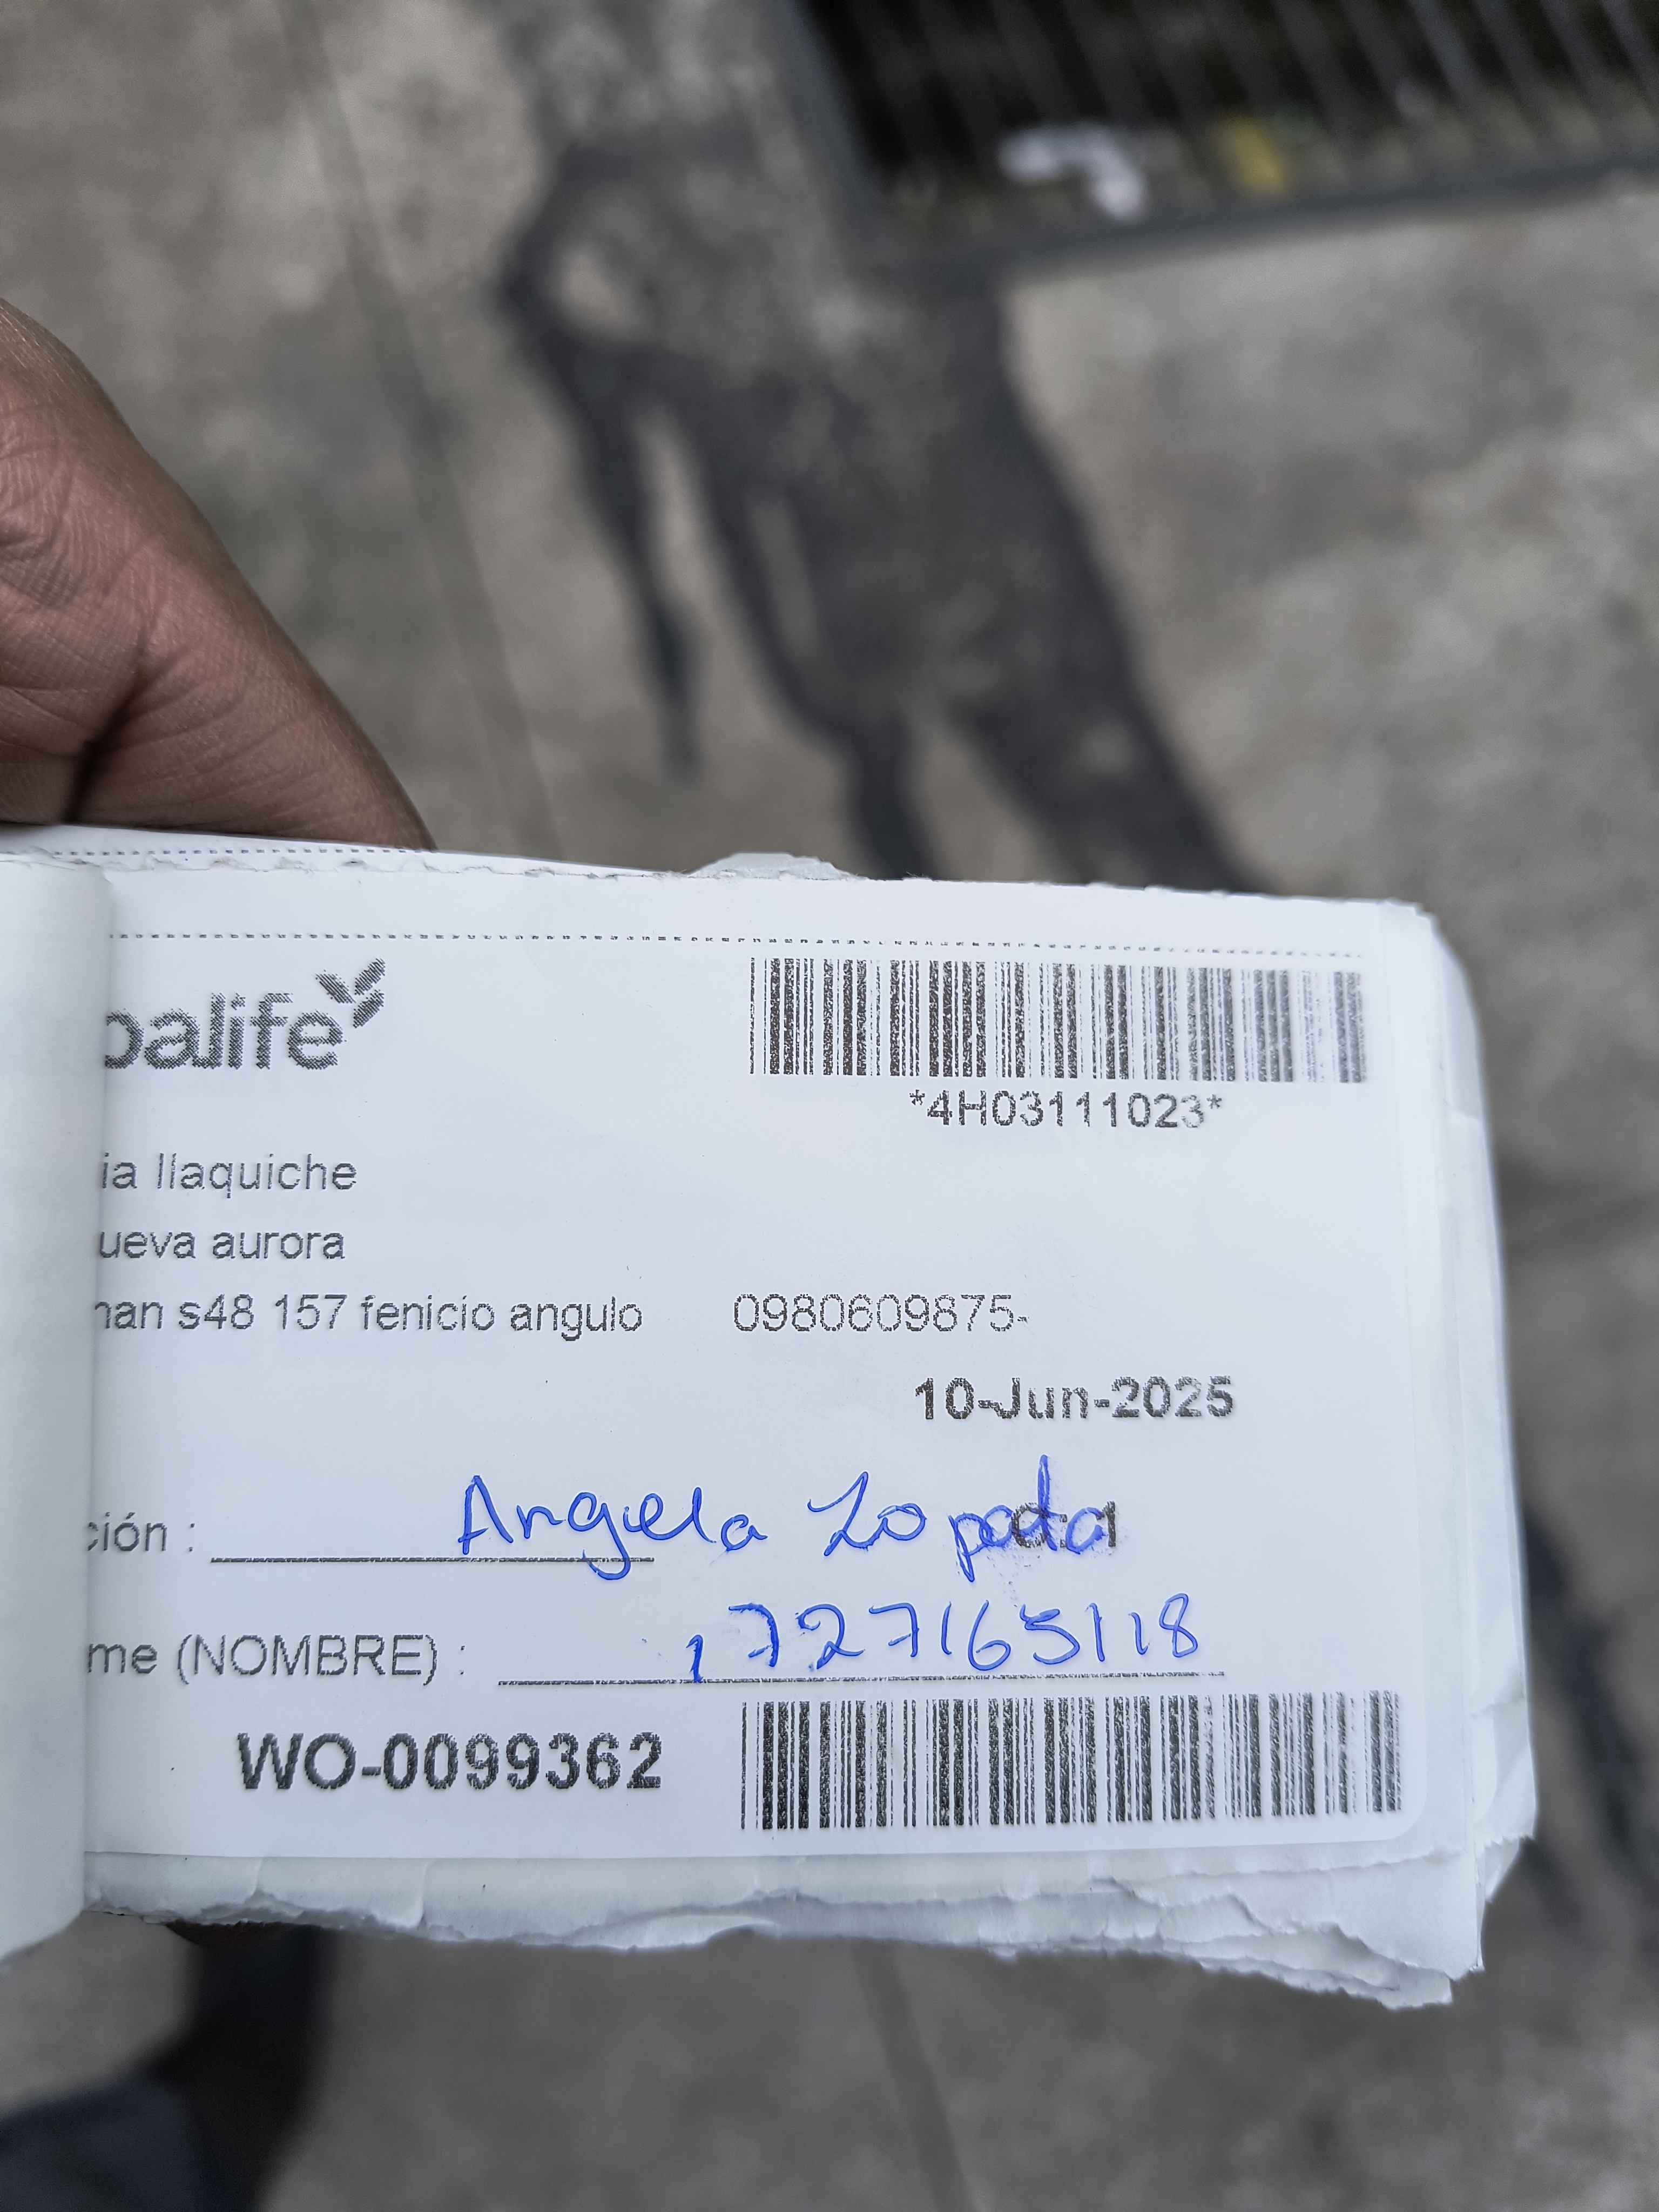 balife
*4H03111023*
ia llaquiche
ueva aurora
nan s48 157 fenicio angulo 0980609875-
10-Jun-2025
ción : Angela Zapata
me (NOMBRE) : 1727165118
WO-0099362